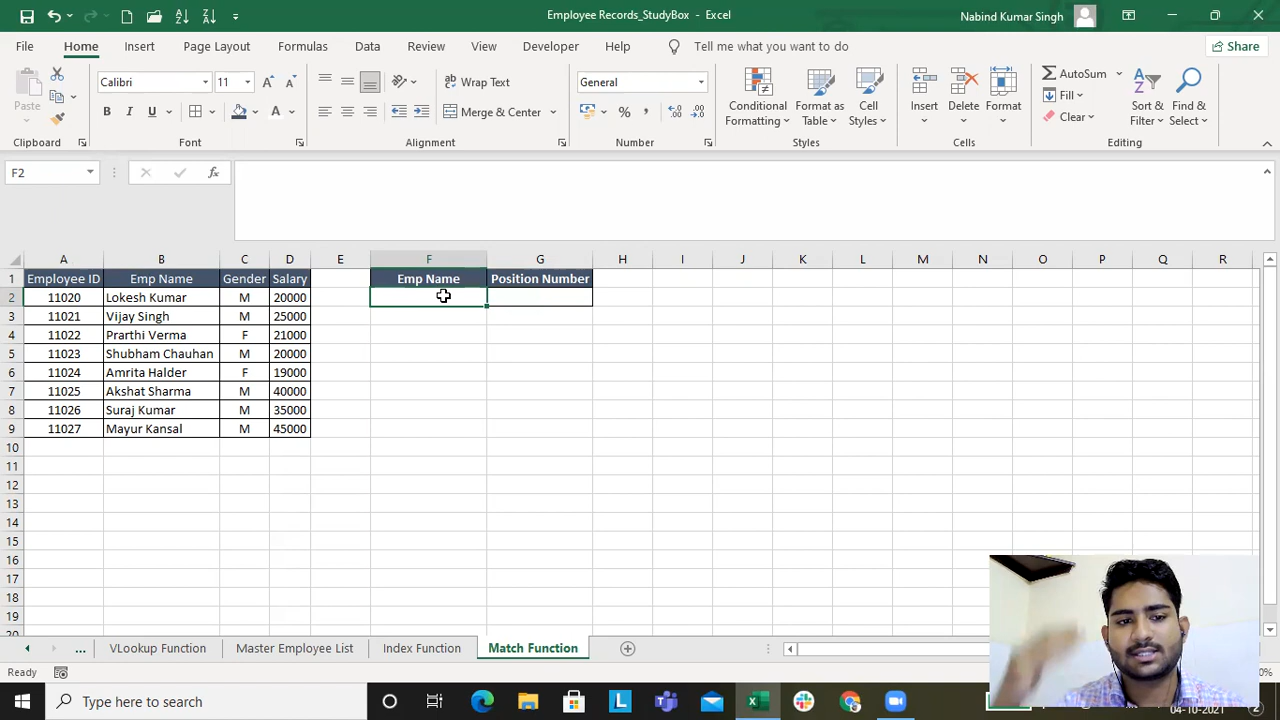 Employee Records_StudyBox - Excel
Nabind Kumar Singh
File Home Insert Page Layout Formulas Data Review View Developer Help Tell me what you want to do Share
Calibri 11 Wrap Text General AutoSum
Paste B I U Merge & Center % Conditional Formatting Format as Table Cell Styles Insert Delete Format Fill Clear Sort & Filter Find & Select
Clipboard Font Alignment Number Styles Cells Editing
F2 fx
A B C D E F G H I J K L M N O P Q R
1 Employee ID Emp Name Gender Salary Emp Name Position Number
2 11020 Lokesh Kumar M 20000
3 11021 Vijay Singh M 25000
4 11022 Prarthi Verma F 21000
5 11023 Shubham Chauhan M 20000
6 11024 Amrita Halder F 19000
7 11025 Akshat Sharma M 40000
8 11026 Suraj Kumar M 35000
9 11027 Mayur Kansal M 45000
10
11
12
13
14
15
16
17
18
19
... VLookup Function Master Employee List Index Function Match Function
Ready
Type here to search
04-10-2021